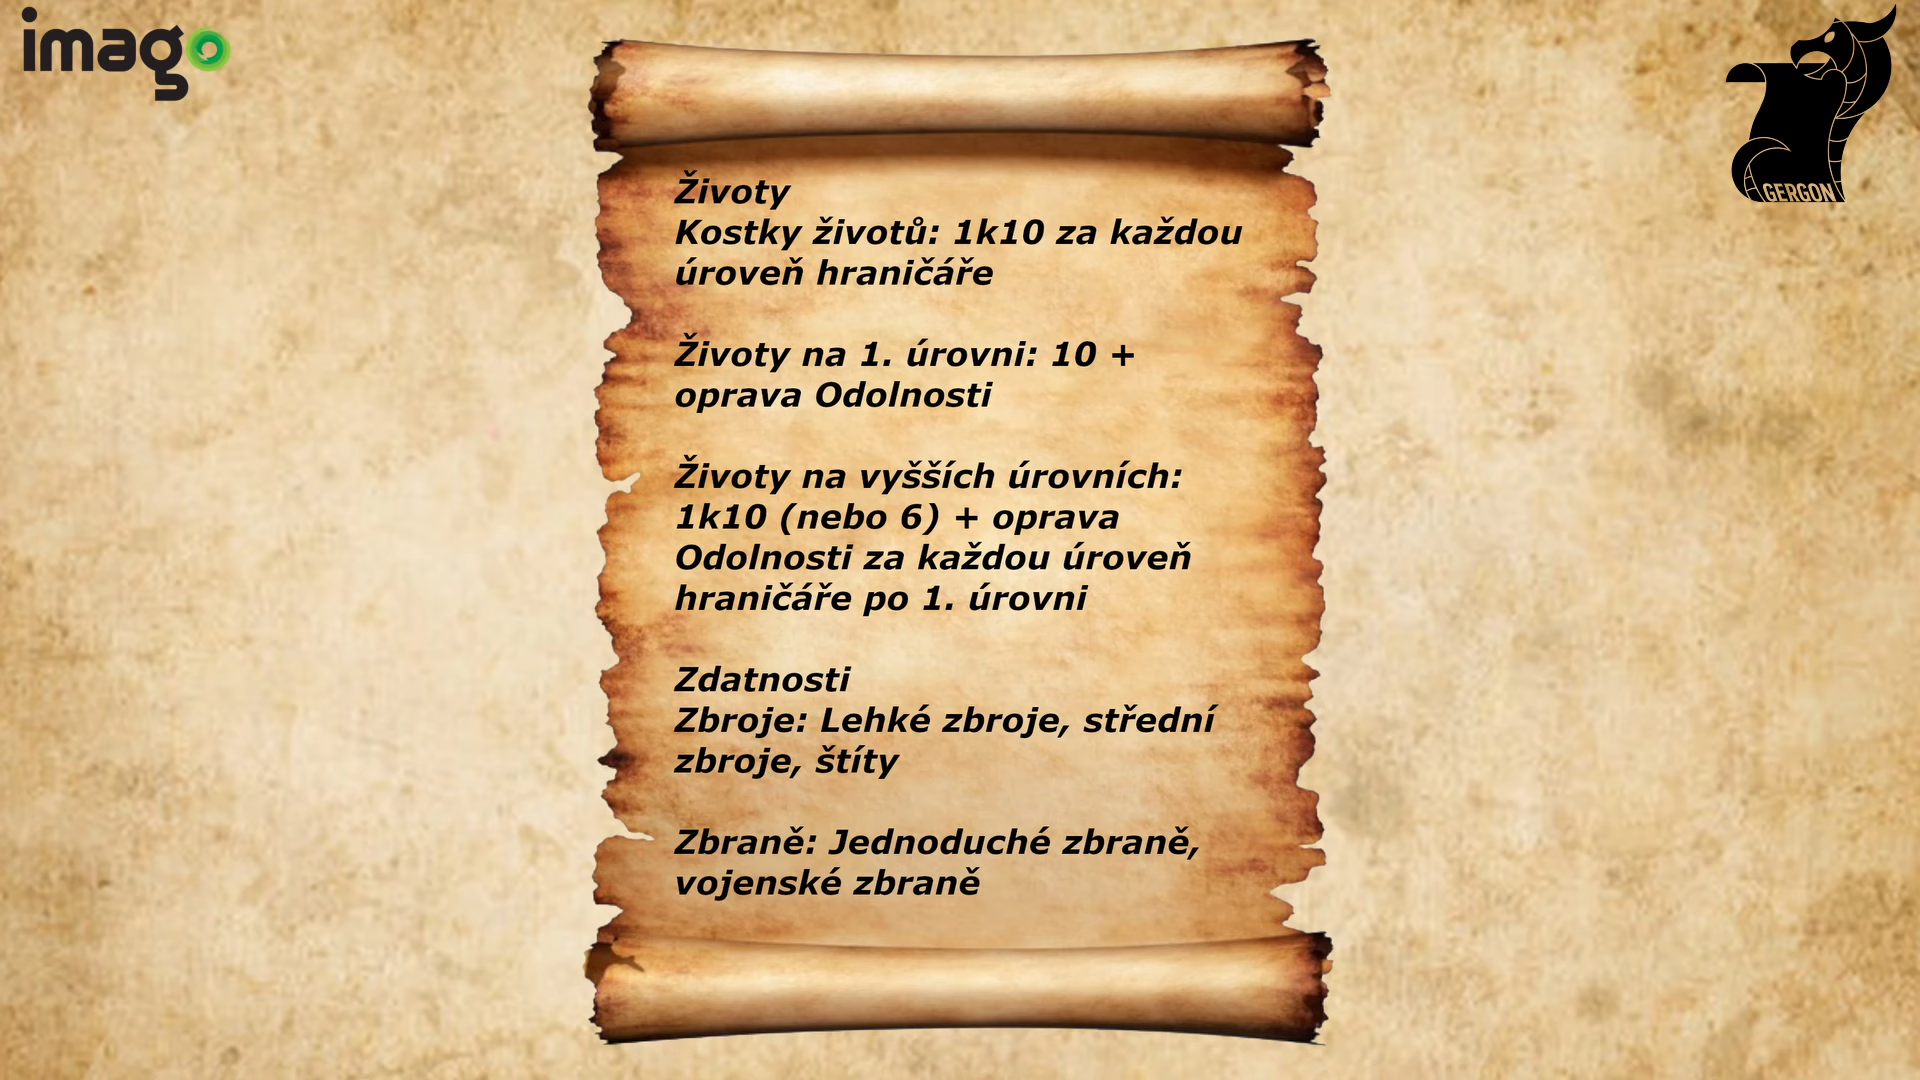 imago
GERGON
Životy
Kostky životů: 1k10 za každou
úroveň hraničáře
Životy na 1. úrovni: 10 +
oprava Odolnosti
Životy na vyšších úrovních:
1k10 (nebo 6) + oprava
Odolnosti za každou úroveň
hraničáře po 1. úrovni
Zdatnosti
Zbroje: Lehké zbroje, střední
zbroje, štíty
Zbraně: Jednoduché zbraně,
vojenské zbraně